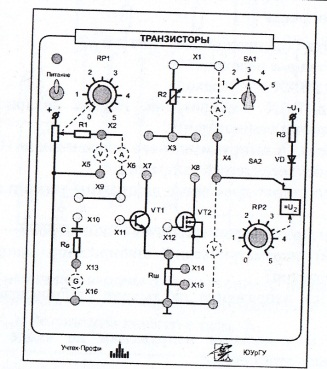 ТРАНЗИСТОРЫ
RP1
X1
SA1
Питание
0 1 2 3 4 5
2 3 4
1 5
0
R2
A
+
-U1
R1
X2
R3
X3
V
A
X4
VD
X5
X6
X7
X8
SA2
X9
+U2
X10
VT1
VT2
RP2
C
X11
X12
V
2 3
1 4
0 5
Rб
X13
Rш
X14
X15
G
X16
Учтех-Профи
ЮУрГУ